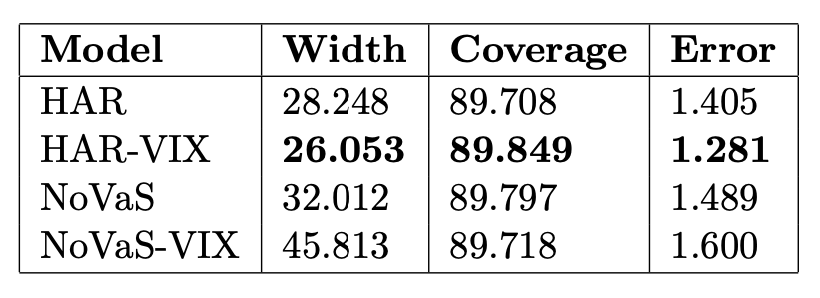 Model Width Coverage Error
HAR 28.248 89.708 1.405
HAR-VIX 26.053 89.849 1.281
NoVaS 32.012 89.797 1.489
NoVaS-VIX 45.813 89.718 1.600